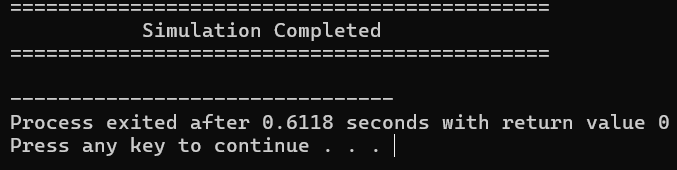 =============================================
           Simulation Completed
=============================================

--------------------------------
Process exited after 0.6118 seconds with return value 0
Press any key to continue . . .